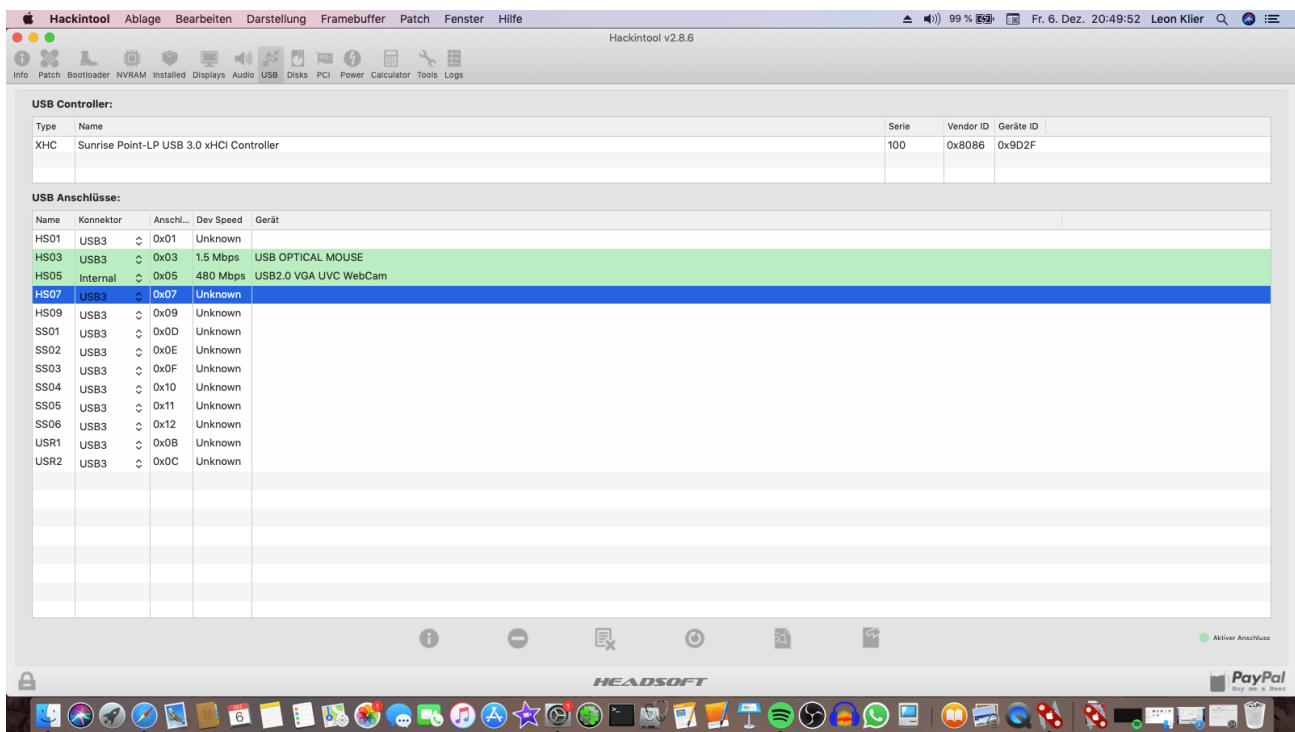 Hackintool Ablage Bearbeiten Darstellung Framebuffer Patch Fenster Hilfe 99 % Fr. 6. Dez. 20:49:52 Leon Klier
Hackintool v2.8.6
Info Patch Bootloader NVRAM Installed Displays Audio USB Disks PCI Power Calculator Tools Logs
USB Controller:
Type Name Serie Vendor ID Geräte ID
XHC Sunrise Point-LP USB 3.0 xHCI Controller 100 0x8086 0x9D2F
USB Anschlüsse:
Name Konnektor Anschl... Dev Speed Gerät
HS01 USB3 0x01 Unknown
HS03 USB3 0x03 1.5 Mbps USB OPTICAL MOUSE
HS05 Internal 0x05 480 Mbps USB2.0 VGA UVC WebCam
HS07 USB3 0x07 Unknown
HS09 USB3 0x09 Unknown
SS01 USB3 0x0D Unknown
SS02 USB3 0x0E Unknown
SS03 USB3 0x0F Unknown
SS04 USB3 0x10 Unknown
SS05 USB3 0x11 Unknown
SS06 USB3 0x12 Unknown
USR1 USB3 0x0B Unknown
USR2 USB3 0x0C Unknown
Aktiver Anschluss
HEADSOFT
PayPal
Buy me a Beer
6